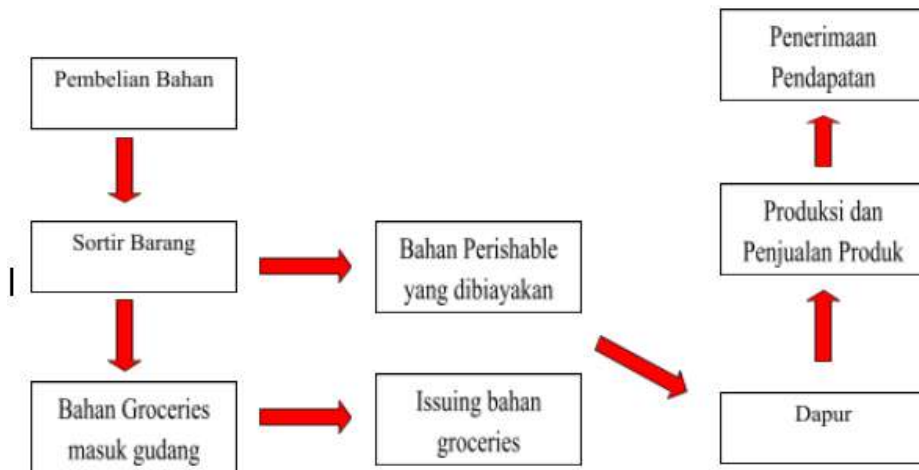 Pembelian Bahan
Sortir Barang
Bahan Groceries
masuk gudang
Bahan Perishable
yang dibiayakan
Issuing bahan
groceries
Dapur
Produksi dan
Penjualan Produk
Penerimaan
Pendapatan